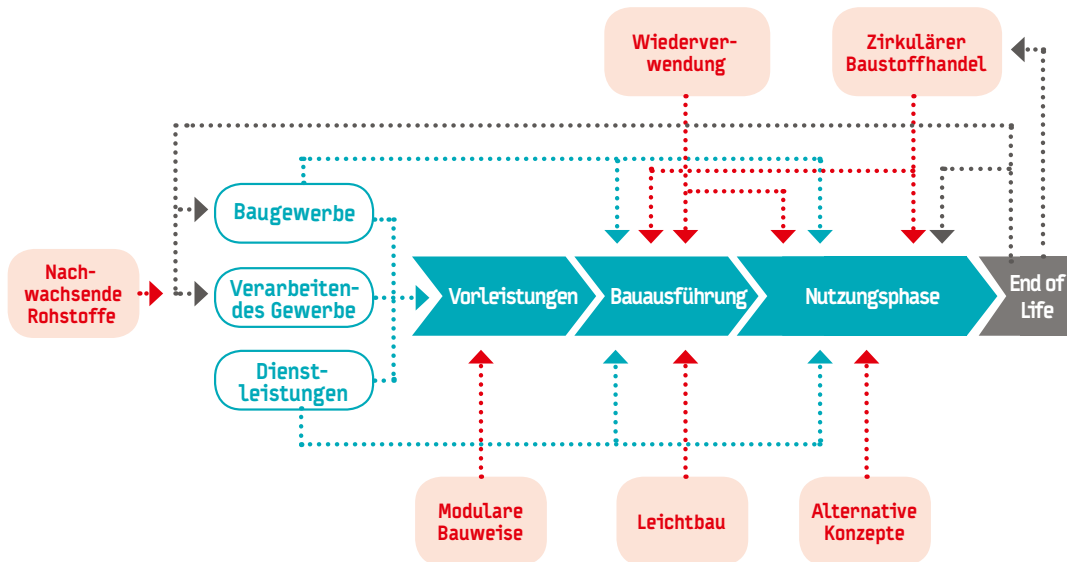 Wiederver-
wendung
Zirkulärer
Baustoffhandel
Baugewerbe
Nach-
wachsende
Rohstoffe
Verarbeiten-
des Gewerbe
Dienst-
leistungen
Vorleistungen
Bauausführung
Nutzungsphase
End of
Life
Modulare
Bauweise
Leichtbau
Alternative
Konzepte